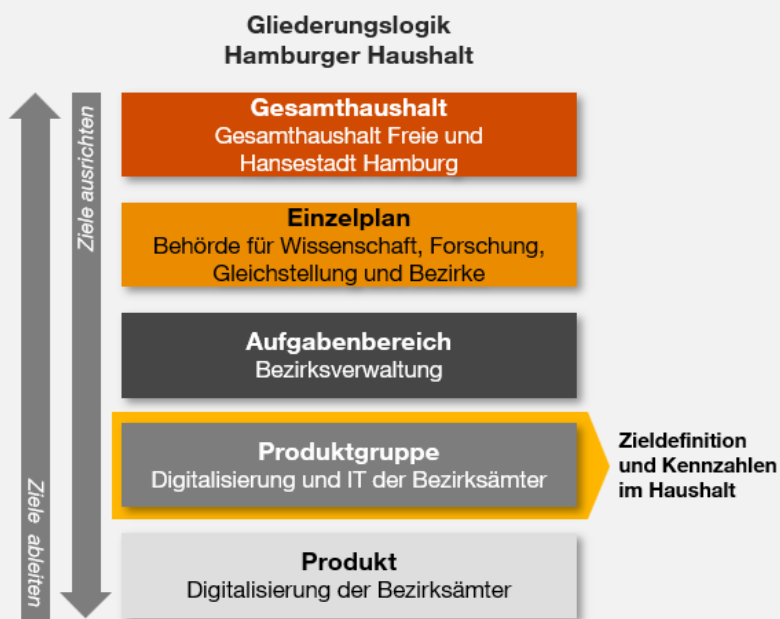 Gliederungslogik
Hamburger Haushalt
Ziele ausrichten
Ziele ableiten
Gesamthaushalt
Gesamthaushalt Freie und
Hansestadt Hamburg
Einzelplan
Behörde für Wissenschaft, Forschung,
Gleichstellung und Bezirke
Aufgabenbereich
Bezirksverwaltung
Produktgruppe
Digitalisierung und IT der Bezirksämter
Zieldefinition
und Kennzahlen
im Haushalt
Produkt
Digitalisierung der Bezirksämter